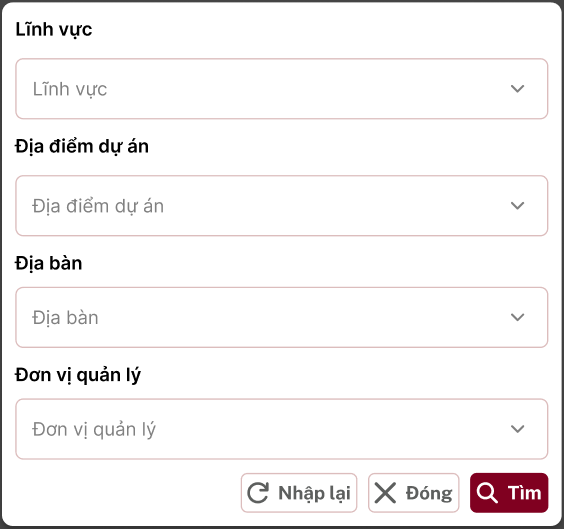 Lĩnh vực
Lĩnh vực
Địa điểm dự án
Địa điểm dự án
Địa bàn
Địa bàn
Đơn vị quản lý
Đơn vị quản lý
Nhập lại Đóng Tìm